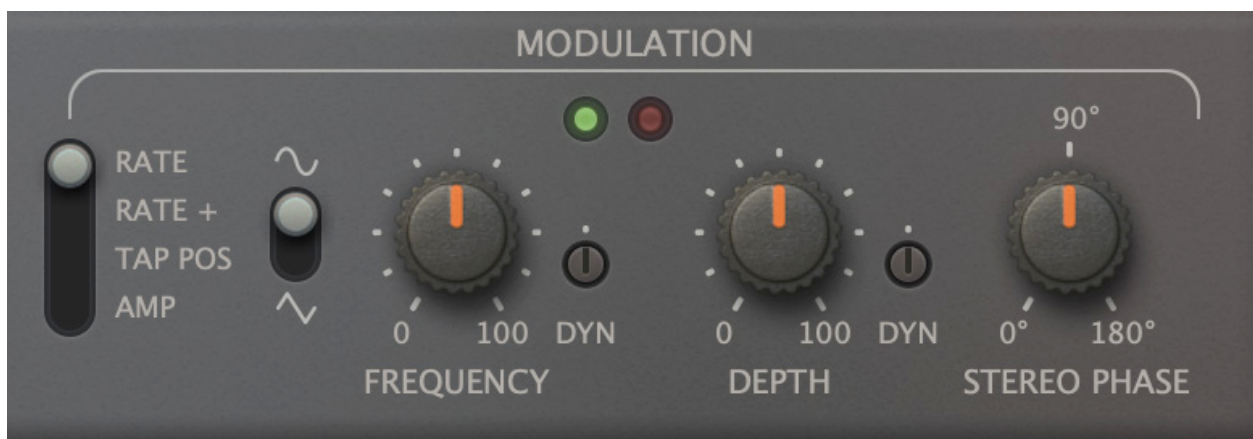 MODULATION
90°
RATE
RATE +
TAP POS
AMP
0 100 DYN
0 100 DYN
0° 180°
FREQUENCY
DEPTH
STEREO PHASE